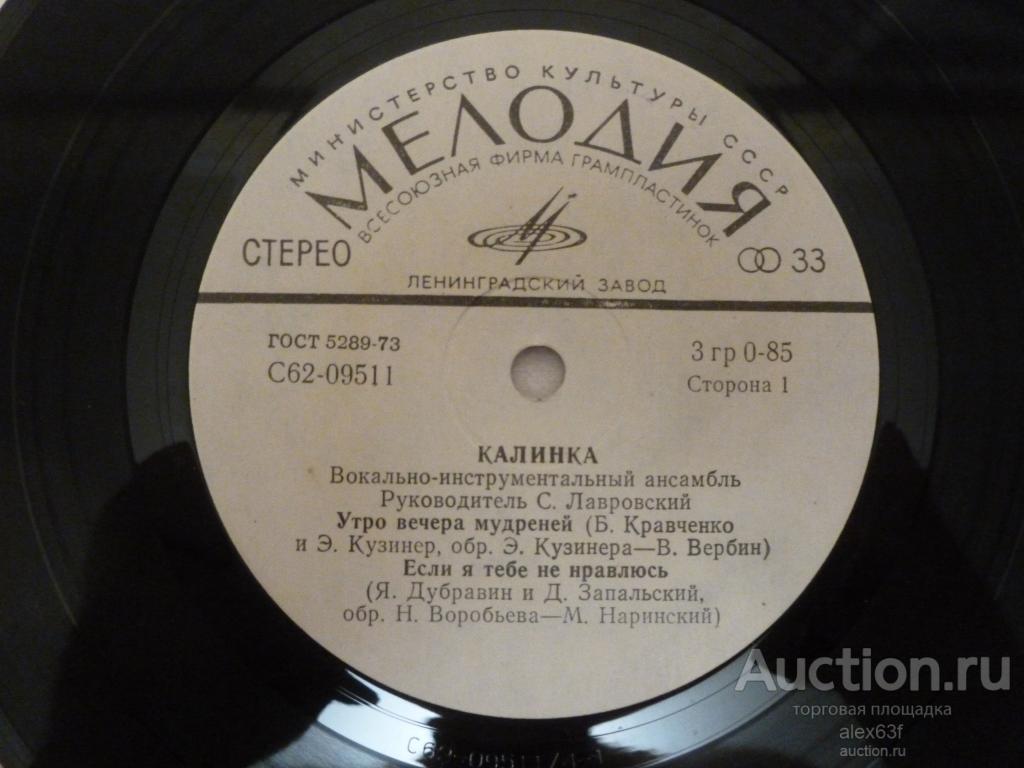 МИНИСТЕРСТВО КУЛЬТУРЫ СССР
МЕЛОДИЯ
ВСЕСОЮЗНАЯ ФИРМА ГРАМПЛАСТИНОК
СТЕРЕО
33
ЛЕНИНГРАДСКИЙ ЗАВОД
ГОСТ 5289-73
С62-09511
3 гр 0-85
Сторона 1
КАЛИНКА
Вокально-инструментальный ансамбль
Руководитель С. Лавровский
Утро вечера мудреней (Б. Кравченко
и Э. Кузинер, обр. Э. Кузинера—В. Вербин)
Если я тебе не нравлюсь
(Я. Дубравин и Д. Запальский,
обр. Н. Воробьева—М. Наринский)
Auction.ru
торговая площадка
alex63f
auction.ru